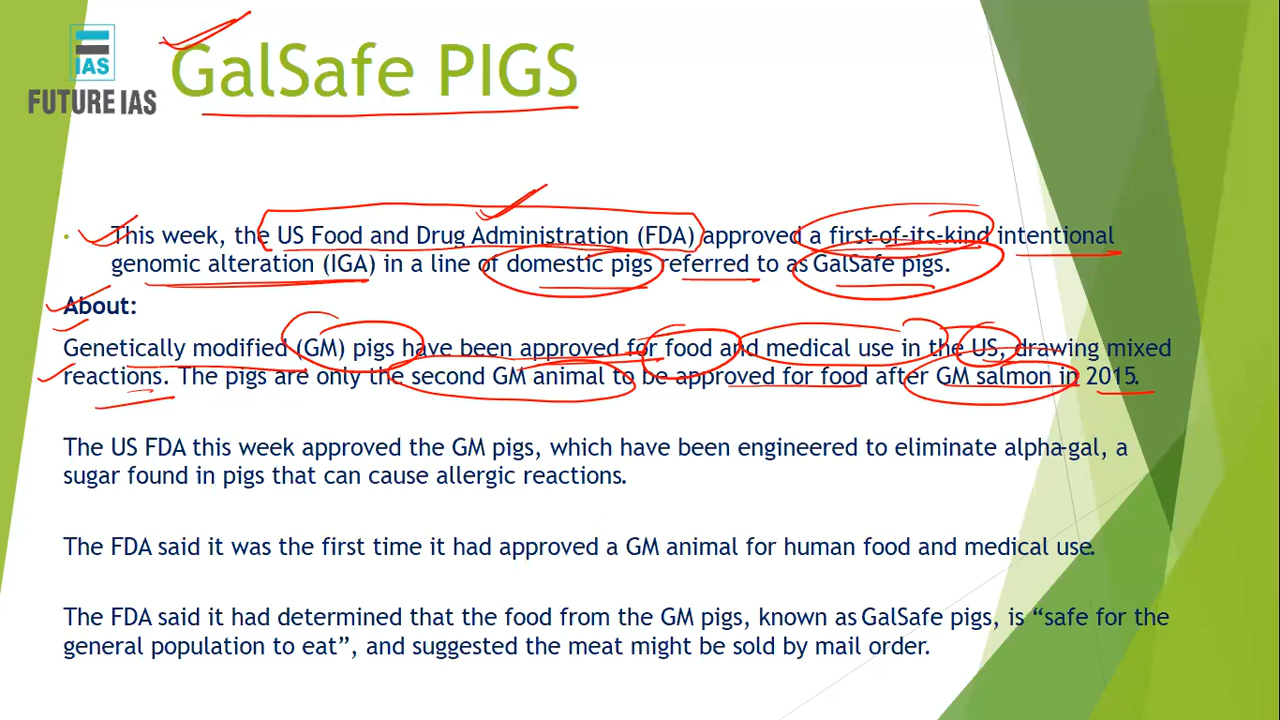 IAS
FUTURE IAS
GalSafe PIGS
• This week, the US Food and Drug Administration (FDA) approved a first-of-its-kind intentional
genomic alteration (IGA) in a line of domestic pigs referred to as GalSafe pigs.
About:
Genetically modified (GM) pigs have been approved for food and medical use in the US, drawing mixed
reactions. The pigs are only the second GM animal to be approved for food after GM salmon in 2015.
The US FDA this week approved the GM pigs, which have been engineered to eliminate alpha-gal, a
sugar found in pigs that can cause allergic reactions.
The FDA said it was the first time it had approved a GM animal for human food and medical use.
The FDA said it had determined that the food from the GM pigs, known as GalSafe pigs, is “safe for the
general population to eat”, and suggested the meat might be sold by mail order.